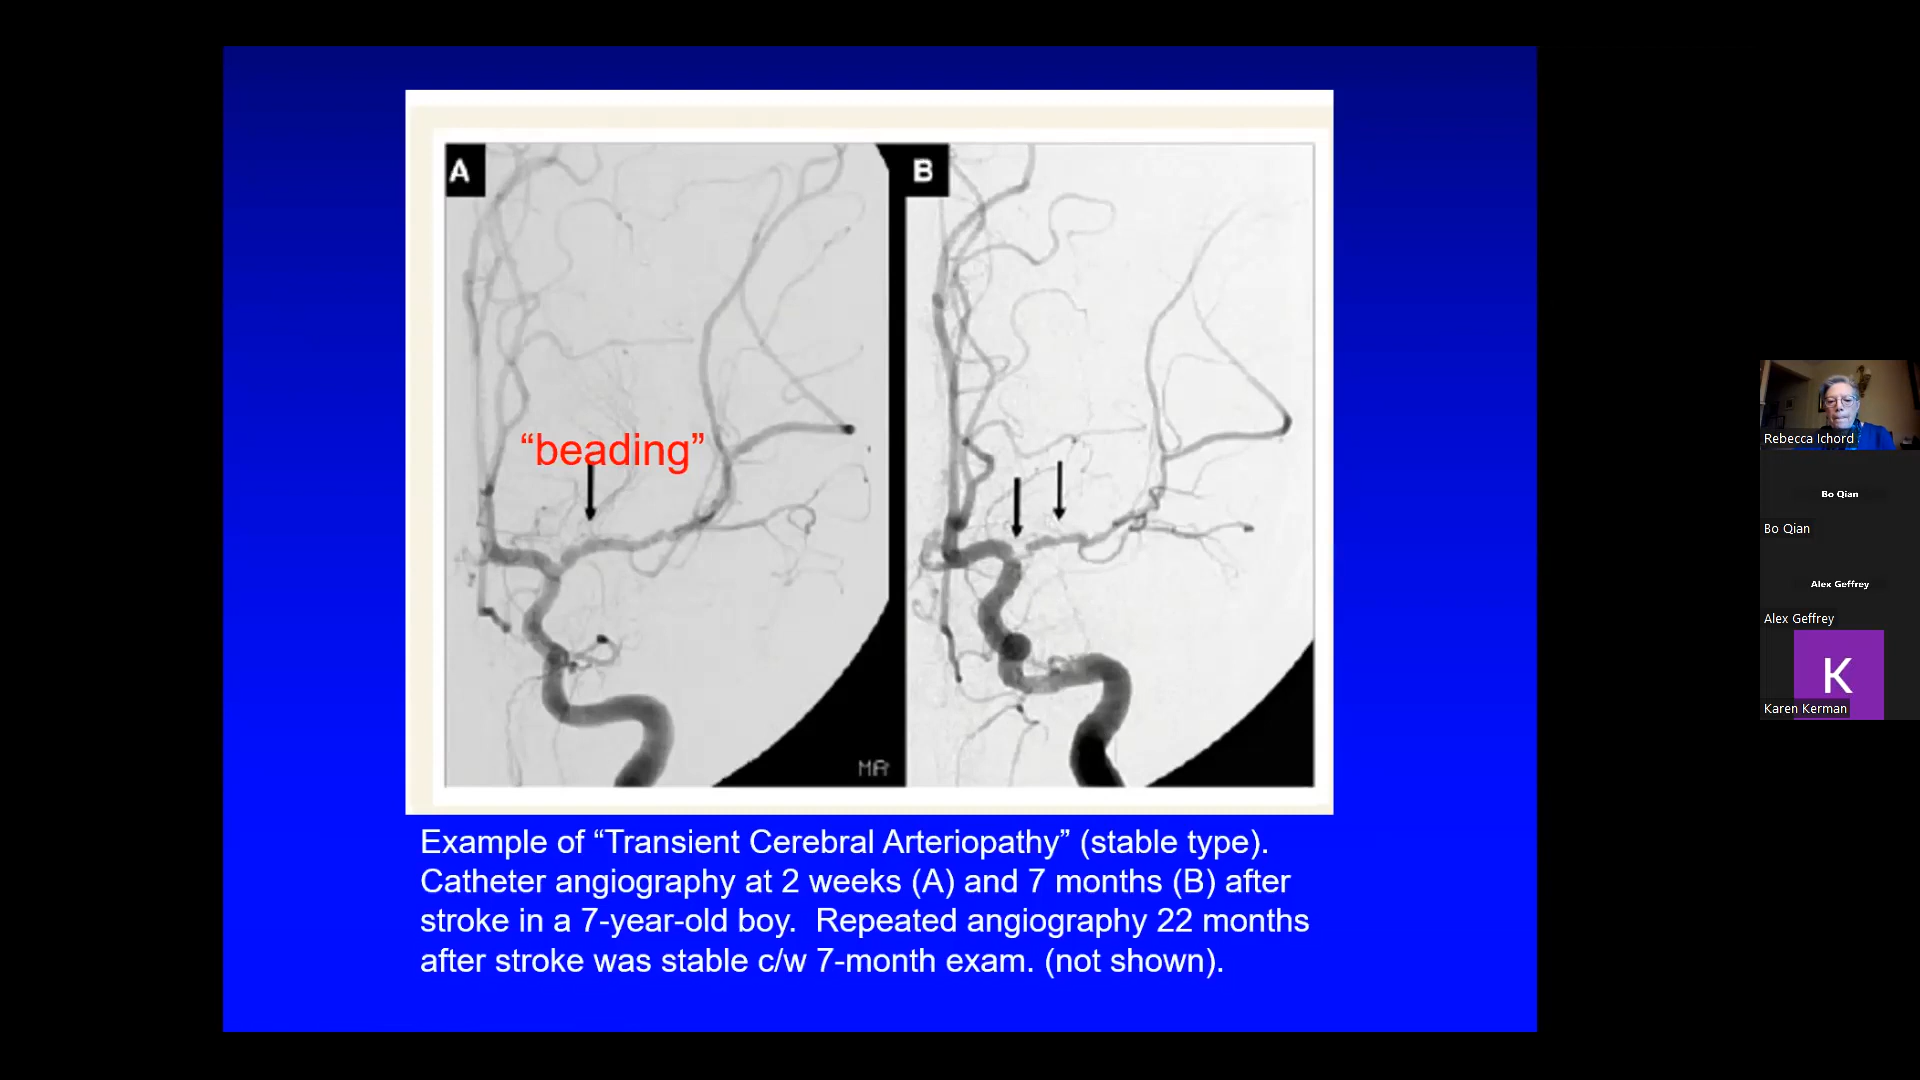 A
B
“beading”
MA
Example of “Transient Cerebral Arteriopathy” (stable type).
Catheter angiography at 2 weeks (A) and 7 months (B) after
stroke in a 7-year-old boy.  Repeated angiography 22 months
after stroke was stable c/w 7-month exam. (not shown).
Rebecca Ichord
Bo Qian
Bo Qian
Alex Geffrey
Alex Geffrey
K
Karen Kerman